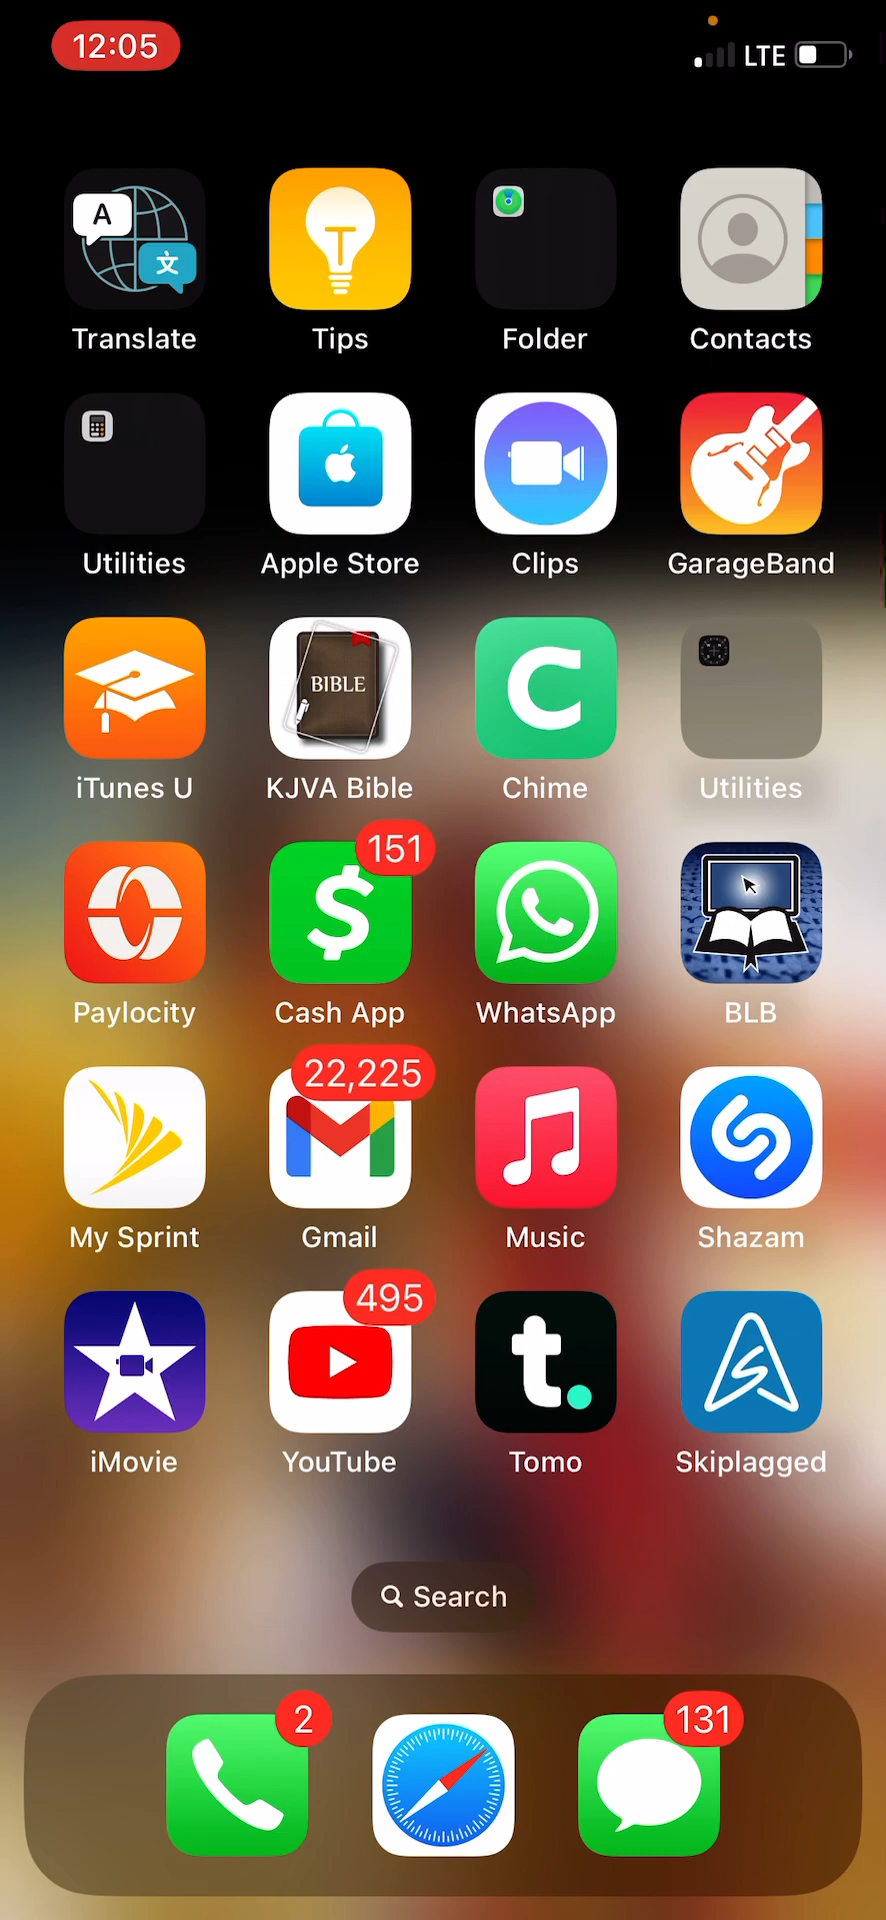 12:05
LTE
A
文
Translate
Tips
Folder
Contacts
Utilities
Apple Store
Clips
GarageBand
BIBLE
iTunes U
KJVA Bible
Chime
Utilities
151
Paylocity
Cash App
WhatsApp
BLB
22,225
My Sprint
Gmail
Music
Shazam
495
t.
iMovie
YouTube
Tomo
Skiplagged
Search
2
131